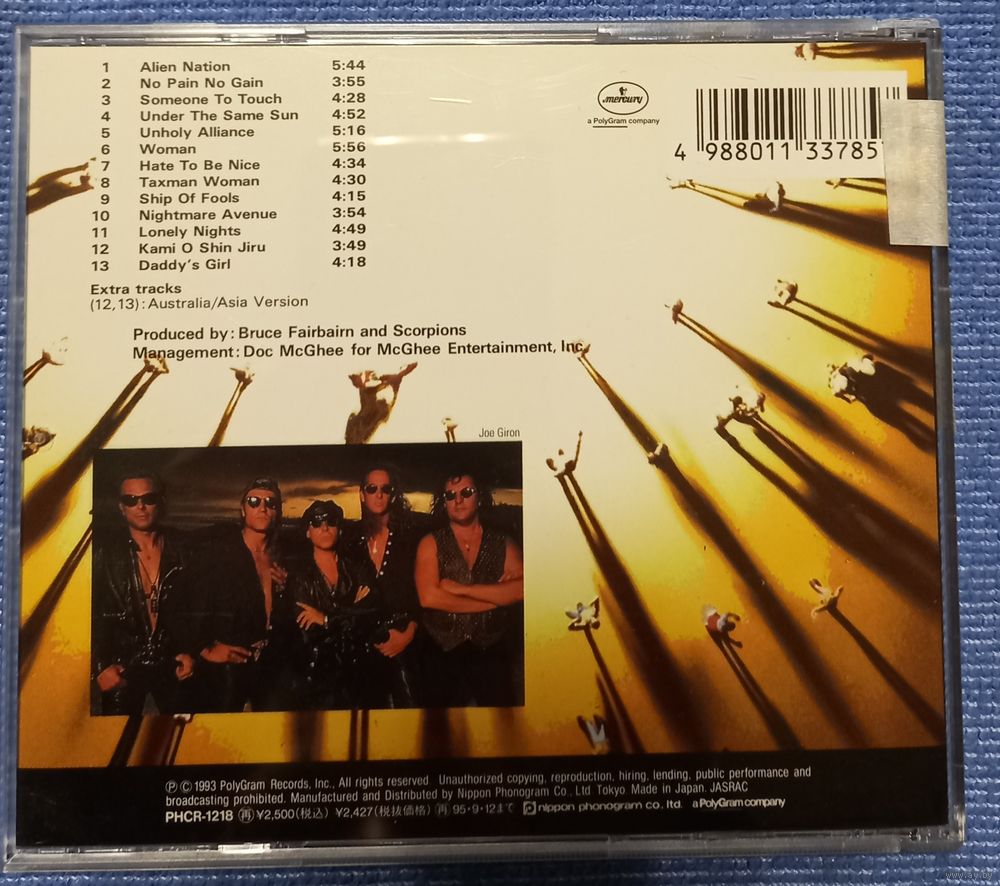 1 Alien Nation 5:44
2 No Pain No Gain 3:55
3 Someone To Touch 4:28
4 Under The Same Sun 4:52
5 Unholy Alliance 5:16
6 Woman 5:56
7 Hate To Be Nice 4:34
8 Taxman Woman 4:30
9 Ship Of Fools 4:15
10 Nightmare Avenue 3:54
11 Lonely Nights 4:49
12 Kami O Shin Jiru 3:49
13 Daddy's Girl 4:18
Extra tracks
(12,13): Australia/Asia Version
Produced by: Bruce Fairbairn and Scorpions
Management: Doc McGhee for McGhee Entertainment, Inc.
mercury
a PolyGram company
4 988011 33785
Joe Giron
Ⓟ Ⓒ 1993 PolyGram Records, Inc., All rights reserved. Unauthorized copying, reproduction, hiring, lending, public performance and
broadcasting prohibited. Manufactured and Distributed by Nippon Phonogram Co., Ltd. Tokyo Made in Japan. JASRAC
PHCR-1218 再 ¥2,500(税込) ¥2,427(税抜価格) 再 95・9・12まで nippon phonogram co. ltd. a PolyGram company
www.ay.by